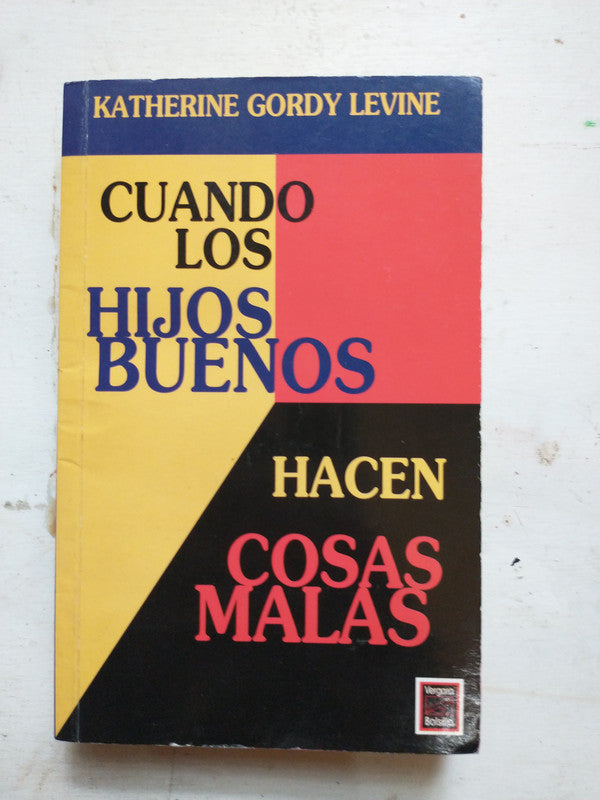 KATHERINE GORDY LEVINE
CUANDO
LOS
HIJOS
BUENOS
HACEN
COSAS
MALAS
Vergara
Bolsillo